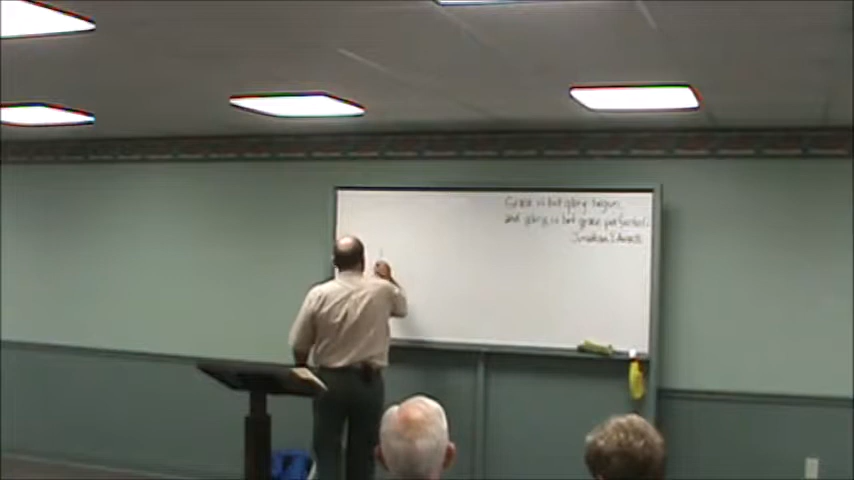 Grace is but glory begun,
and glory is but grace perfected.
Jonathan Edwards